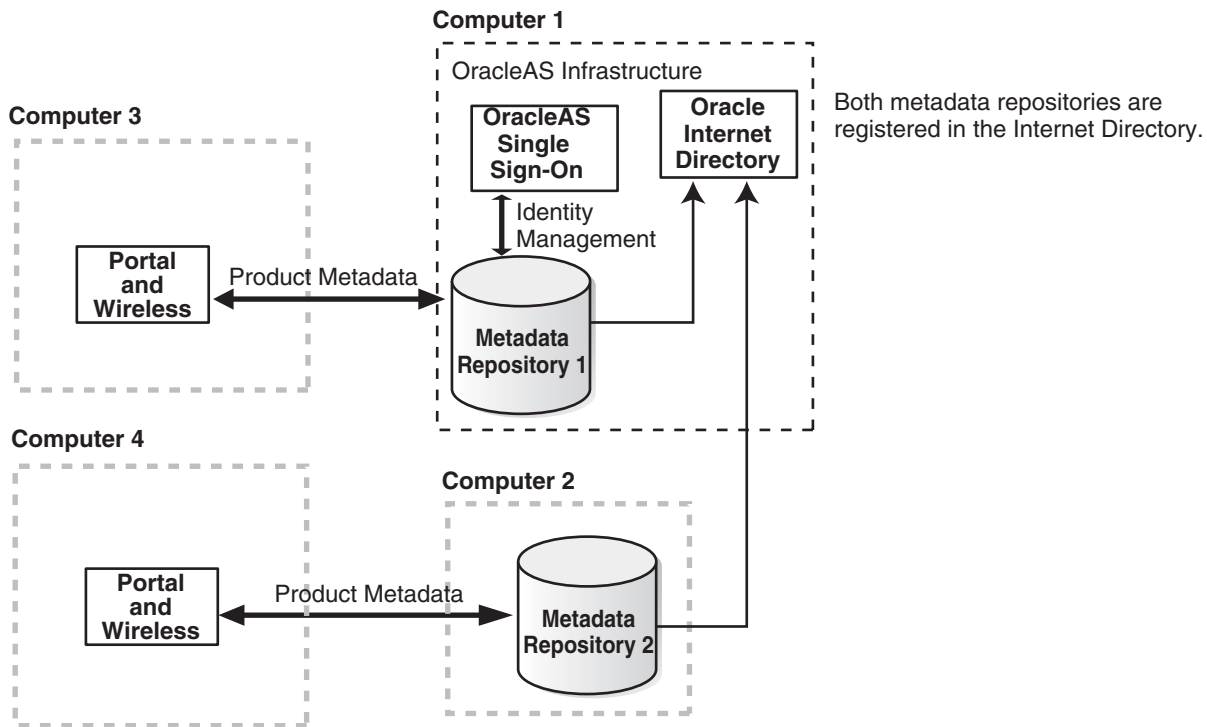 Computer 1
OracleAS Infrastructure
OracleAS
Single
Sign-On
Oracle
Internet
Directory
Both metadata repositories are
registered in the Internet Directory.
Computer 3
Identity
Management
Portal
and
Wireless
Product Metadata
Metadata
Repository 1
Computer 4
Computer 2
Portal
and
Wireless
Product Metadata
Metadada
Repository 2